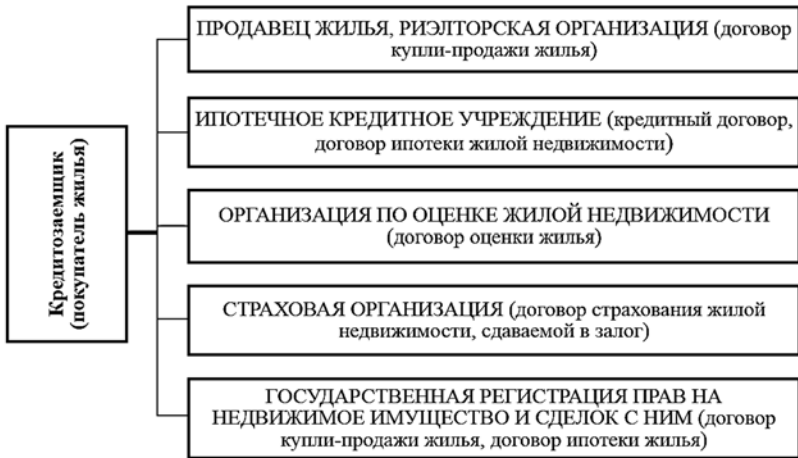 ПРОДАВЕЦ ЖИЛЬЯ, РИЭЛТОРСКАЯ ОРГАНИЗАЦИЯ (договор
купли-продажи жилья)
ИПОТЕЧНОЕ КРЕДИТНОЕ УЧРЕЖДЕНИЕ (кредитный договор,
договор ипотеки жилой недвижимости)
Кредитозаемщик
(покупатель жилья)
ОРГАНИЗАЦИЯ ПО ОЦЕНКЕ ЖИЛОЙ НЕДВИЖИМОСТИ
(договор оценки жилья)
СТРАХОВАЯ ОРГАНИЗАЦИЯ (договор страхования жилой
недвижимости, сдаваемой в залог)
ГОСУДАРСТВЕННАЯ РЕГИСТРАЦИЯ ПРАВ НА
НЕДВИЖИМОЕ ИМУЩЕСТВО И СДЕЛОК С НИМ (договор
купли-продажи жилья, договор ипотеки жилья)